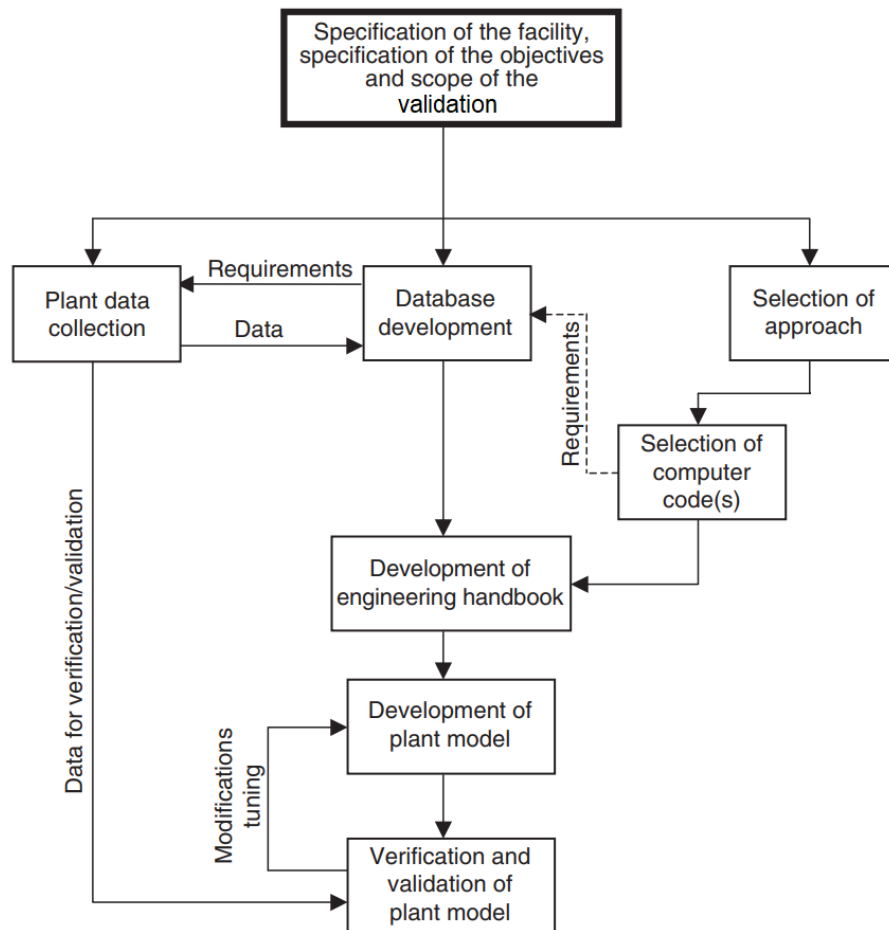 Specification of the facility,
specification of the objectives
and scope of the
validation
Plant data
collection
Requirements
Data
Database
development
Selection of
approach
Requirements
Selection of
computer
code(s)
Data for verification/validation
Development of
engineering handbook
Development of
plant model
Modifications
tuning
Verification and
validation of
plant model